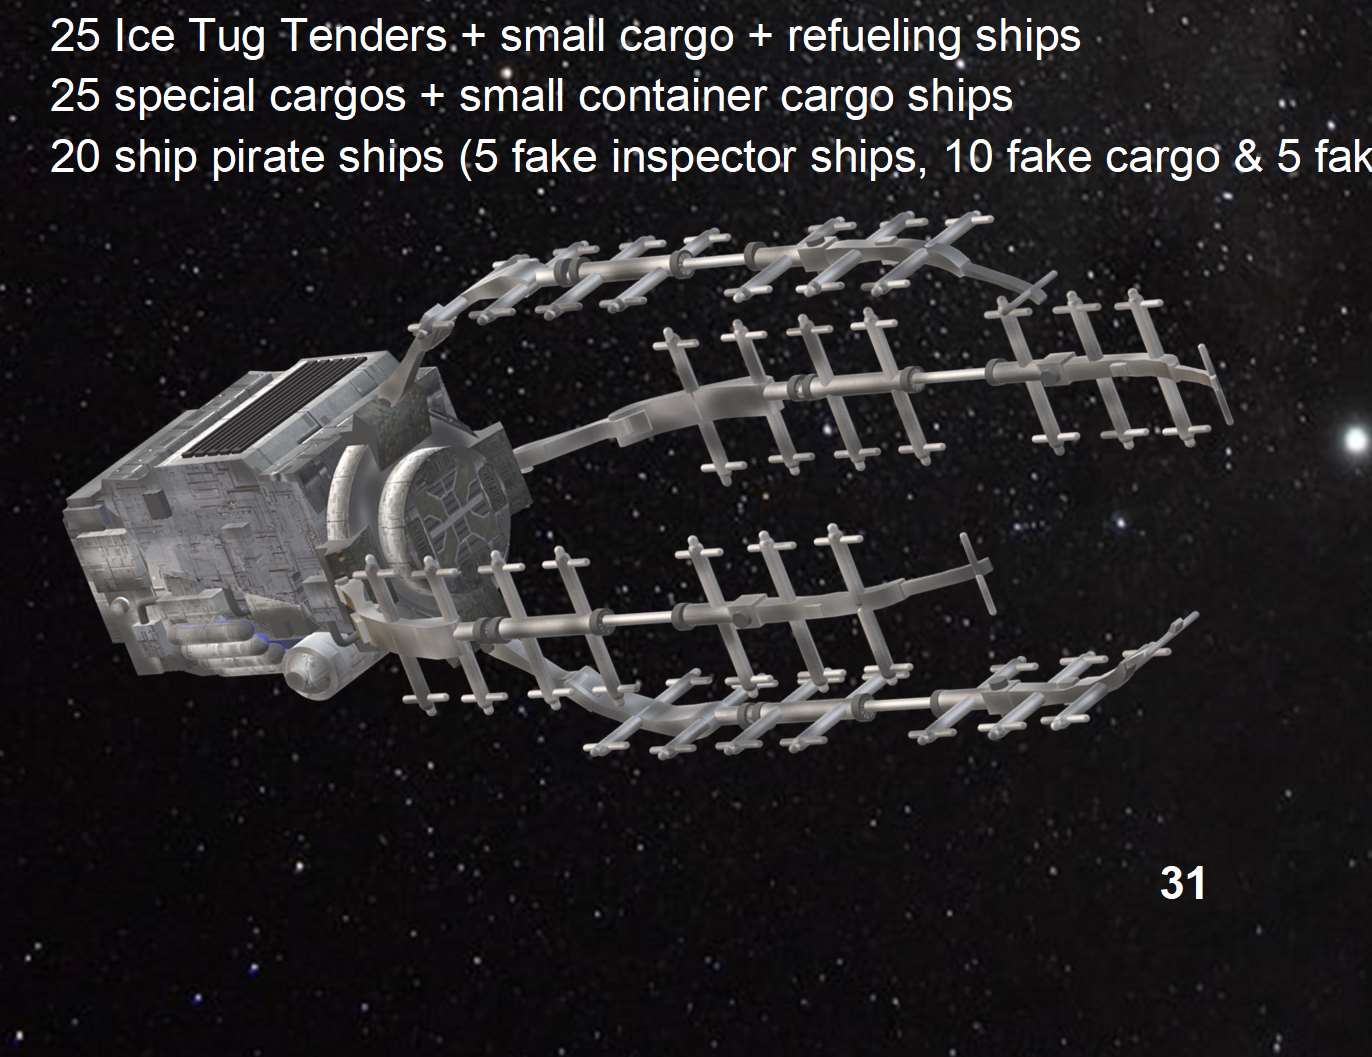 25 Ice Tug Tenders + small cargo + refueling ships
25 special cargos + small container cargo ships
20 ship pirate ships (5 fake inspector ships, 10 fake cargo & 5 fak
31